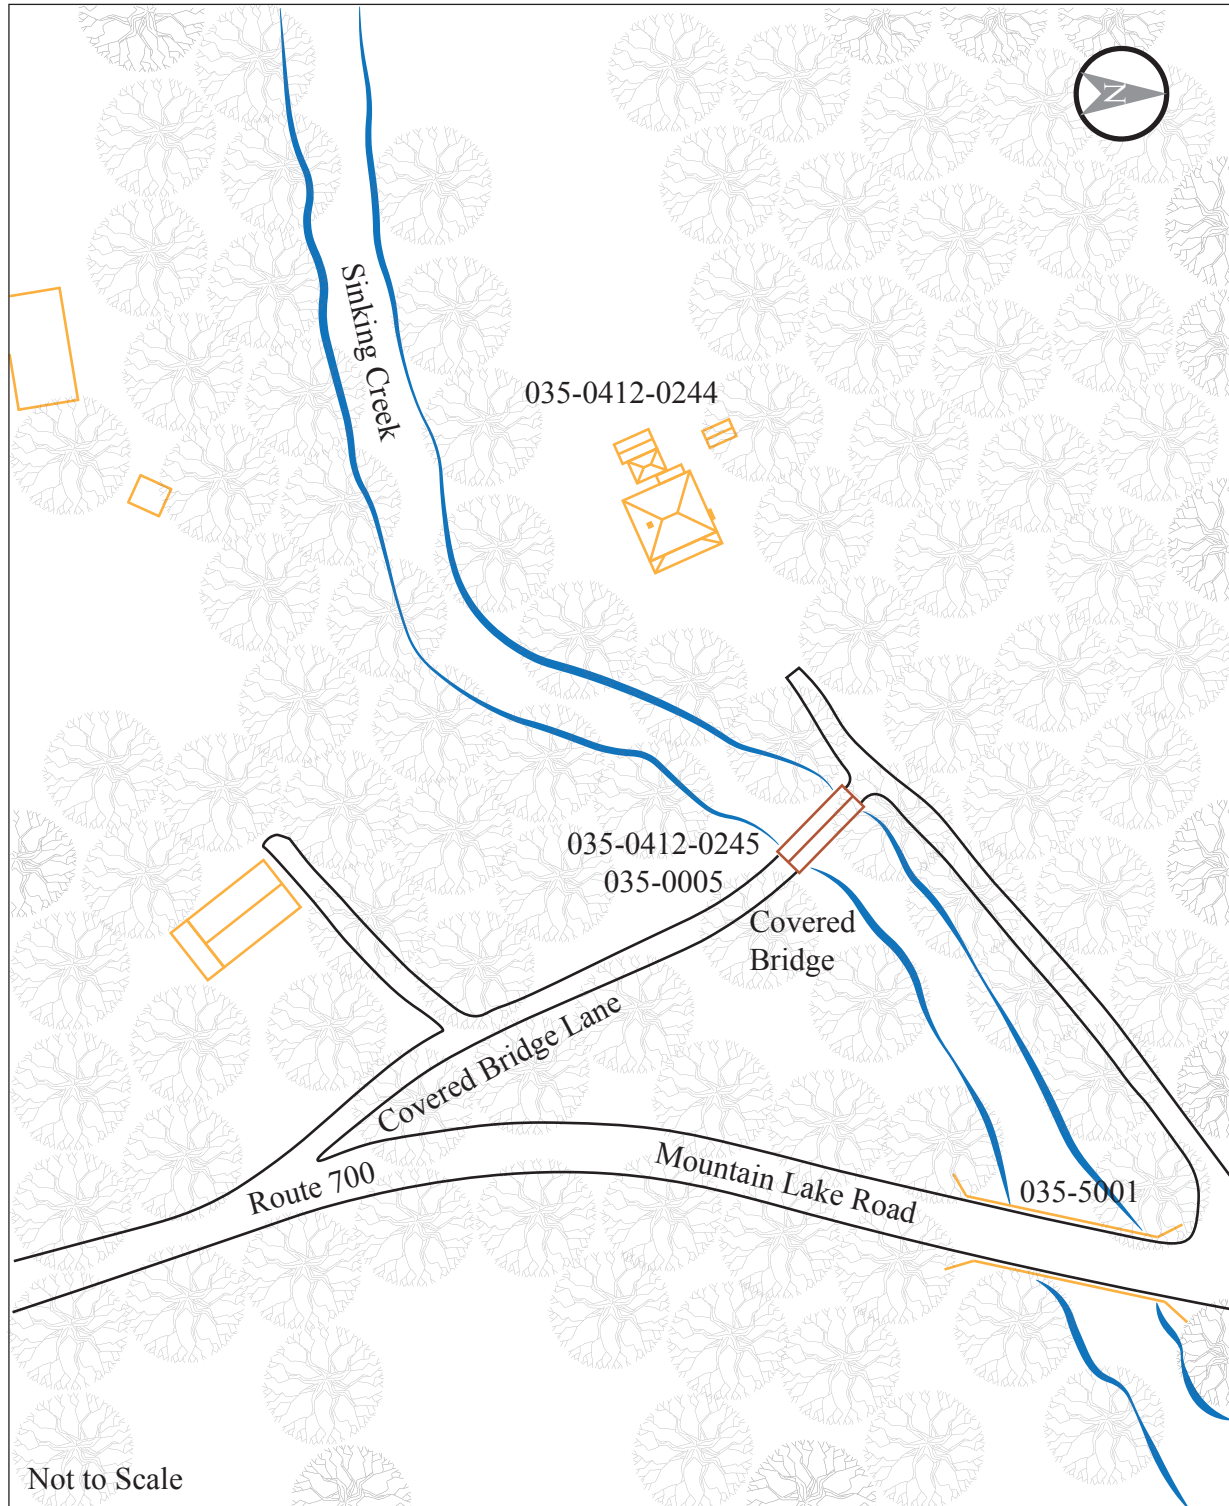 N
Sinking Creek
035-0412-0244
035-0412-0245
035-0005
Covered
Bridge
Covered Bridge Lane
Mountain Lake Road
035-5001
Route 700
Not to Scale